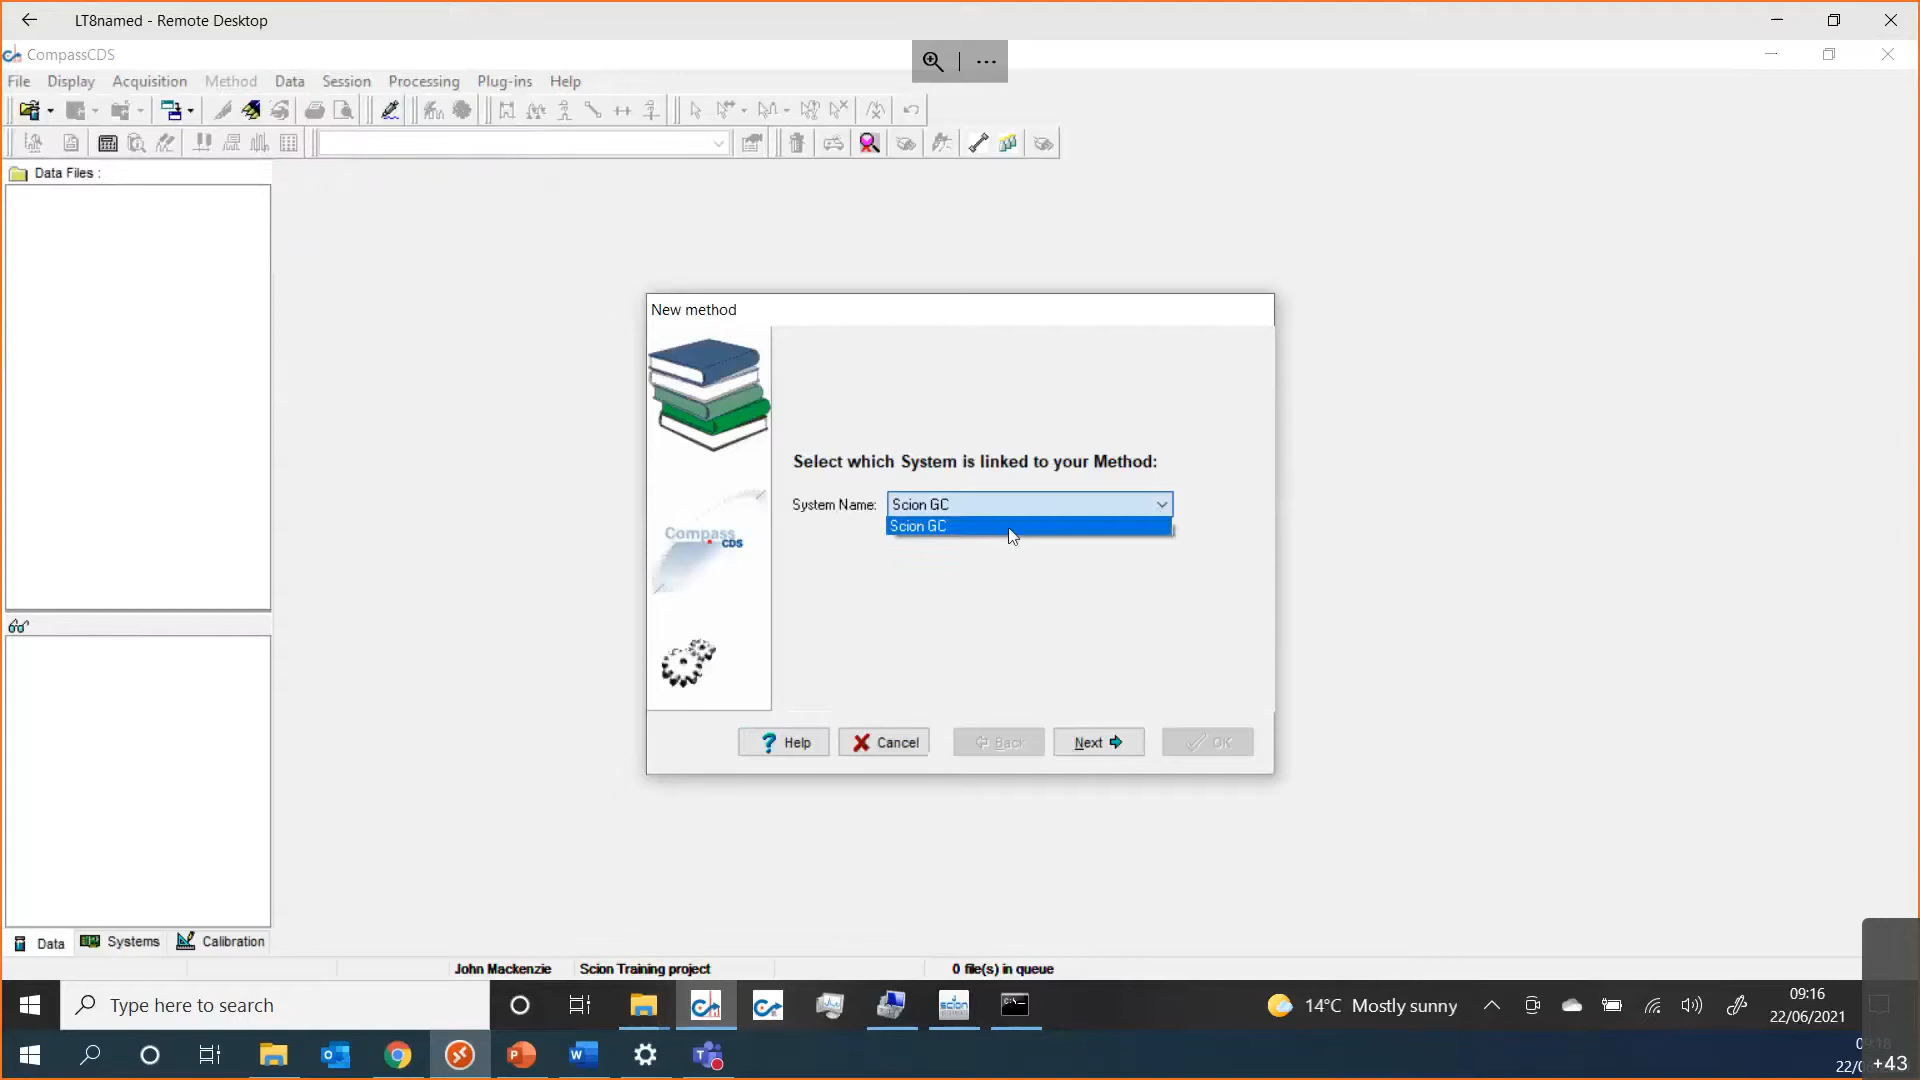 LT8named - Remote Desktop
CompassCDS
File Display Acquisition Method Data Session Processing Plug-ins Help
Data Files :
New method
Select which System is linked to your Method:
System Name: Scion GC
Scion GC
Compass
CDS
Help Cancel Back Next OK
Data Systems Calibration
John Mackenzie Scion Training project 0 file(s) in queue
Type here to search
scion
14°C Mostly sunny
09:16
22/06/2021
+43